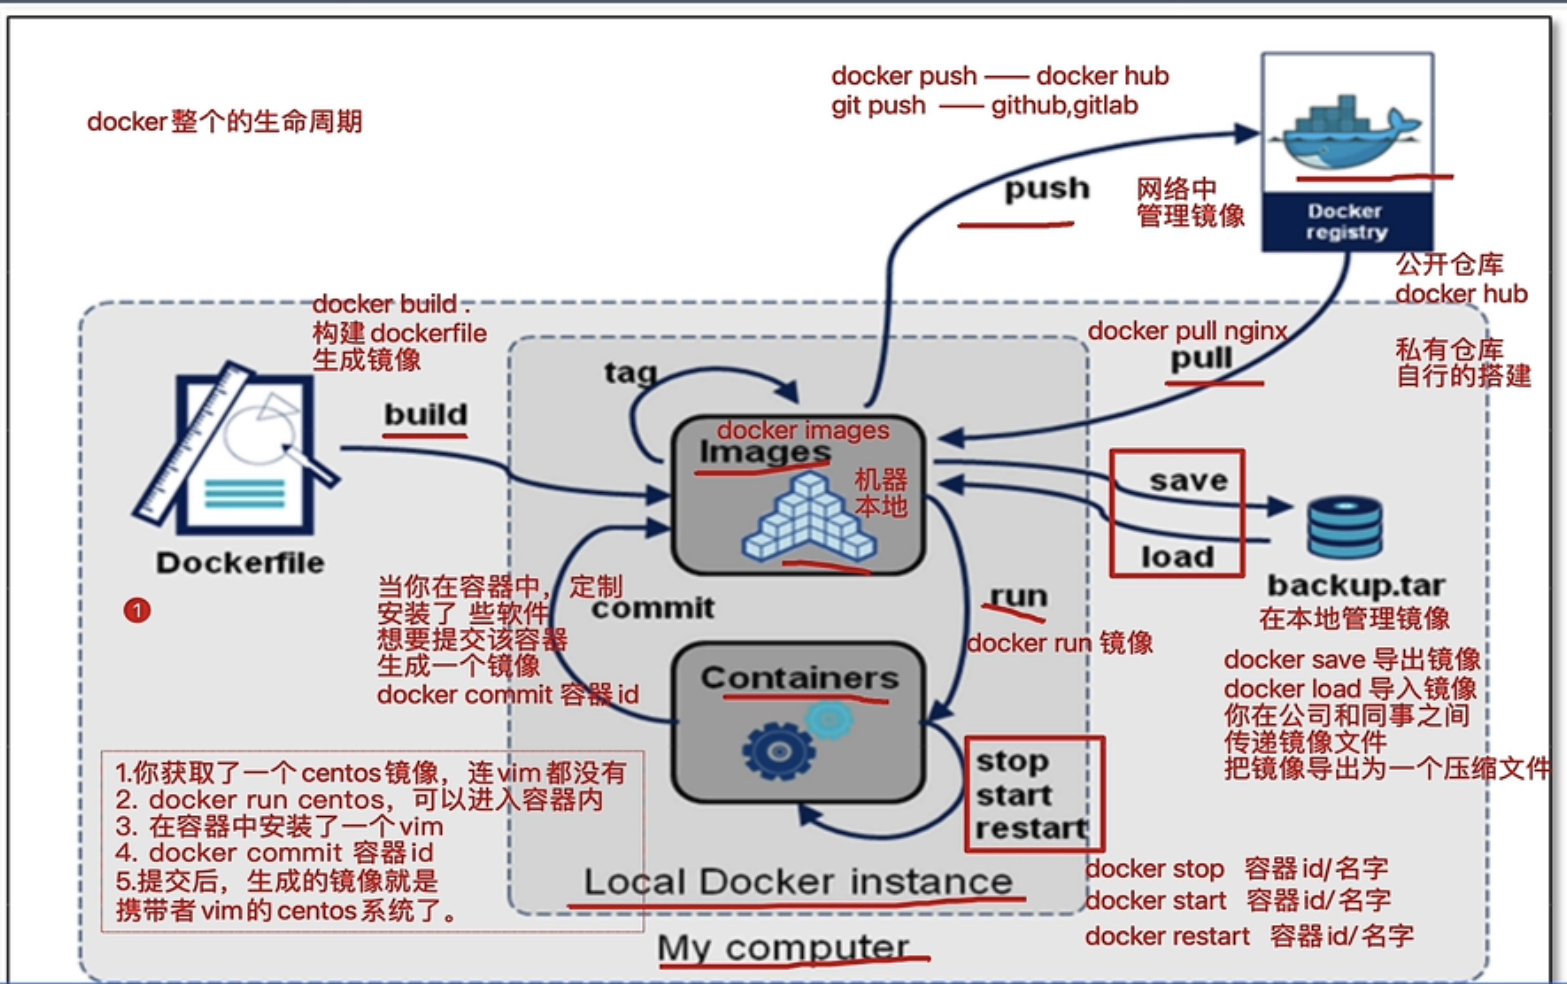 docker整个的生命周期
docker push —— docker hub
git push —— github,gitlab
push
网络中
管理镜像
Docker
registry
公开仓库
docker hub
私有仓库
自行的搭建
docker build .
构建 dockerfile
生成镜像
build
tag
docker pull nginx
pull
docker images
Images
机器
本地
save
load
backup.tar
在本地管理镜像
docker save 导出镜像
docker load 导入镜像
你在公司和同事之间
传递镜像文件
把镜像导出为一个压缩文件
Dockerfile
1
当你在容器中，定制
安装了 些软件
想要提交该容器
生成一个镜像
docker commit 容器id
commit
run
docker run 镜像
Containers
stop
start
restart
1.你获取了一个centos镜像，连vim都没有
2. docker run centos，可以进入容器内
3. 在容器中安装了一个vim
4. docker commit 容器id
5.提交后，生成的镜像就是
携带者vim的centos系统了。
Local Docker instance
docker stop 容器id/名字
docker start 容器id/名字
docker restart 容器id/名字
My computer